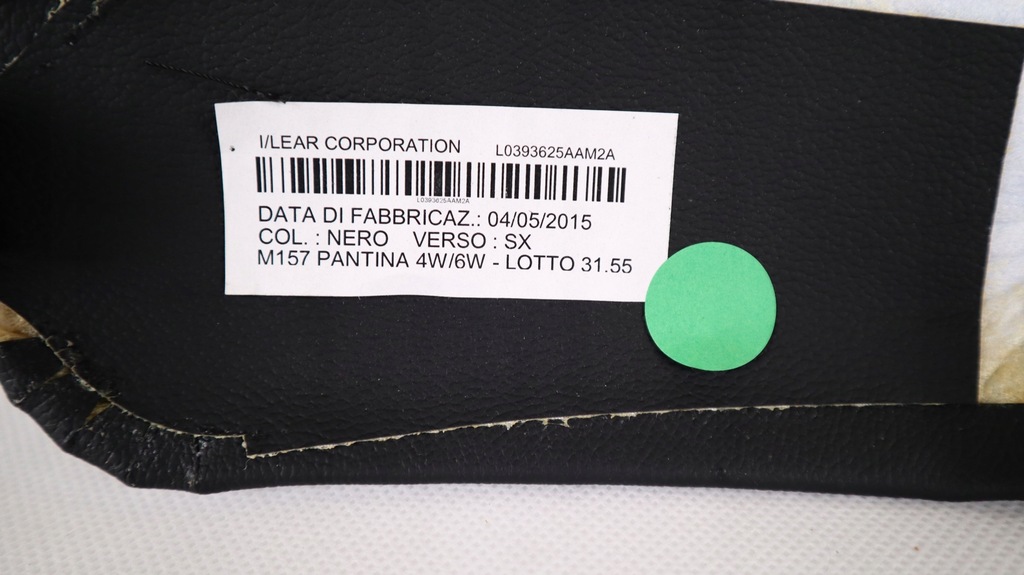 I/LEAR CORPORATION L0393625AAM2A
L0393625AAM2A
DATA DI FABBRICAZ.: 04/05/2015
COL. : NERO VERSO : SX
M157 PANTINA 4W/6W - LOTTO 31.55